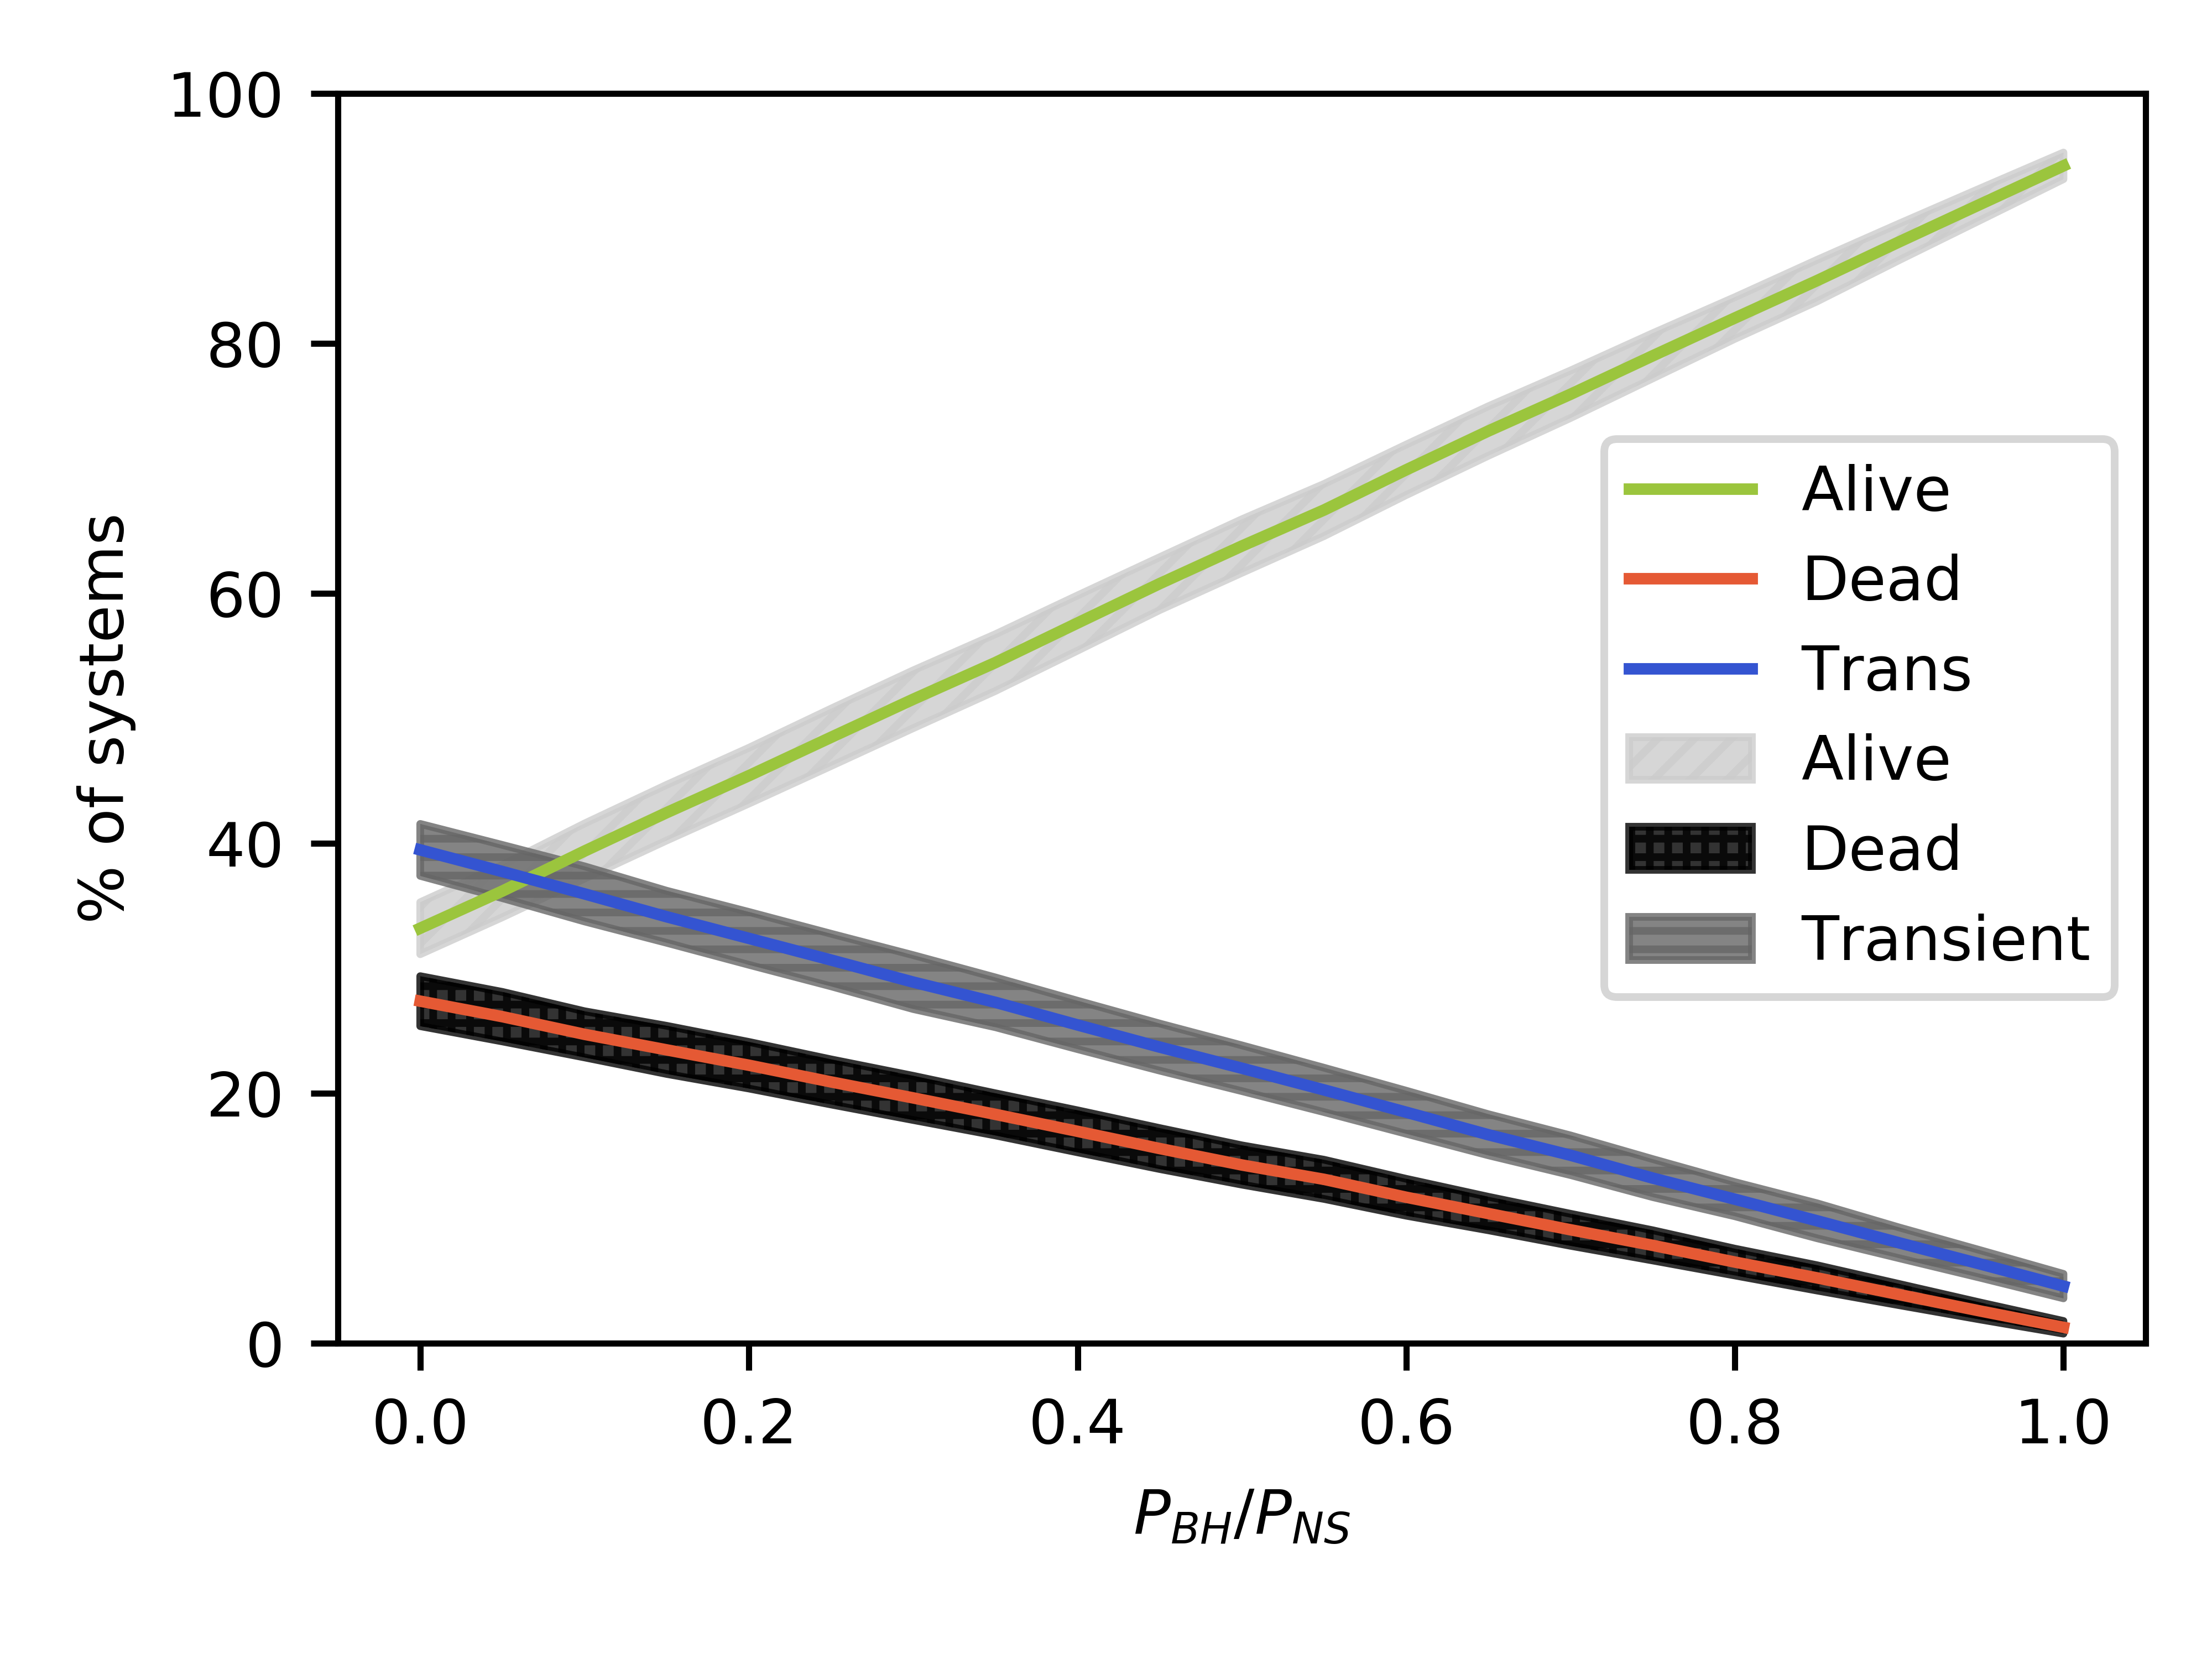 100
80
60
40
20
0
% of systems
0.0 0.2 0.4 0.6 0.8 1.0
P_BH/P_NS
Alive
Dead
Trans
Alive
Dead
Transient